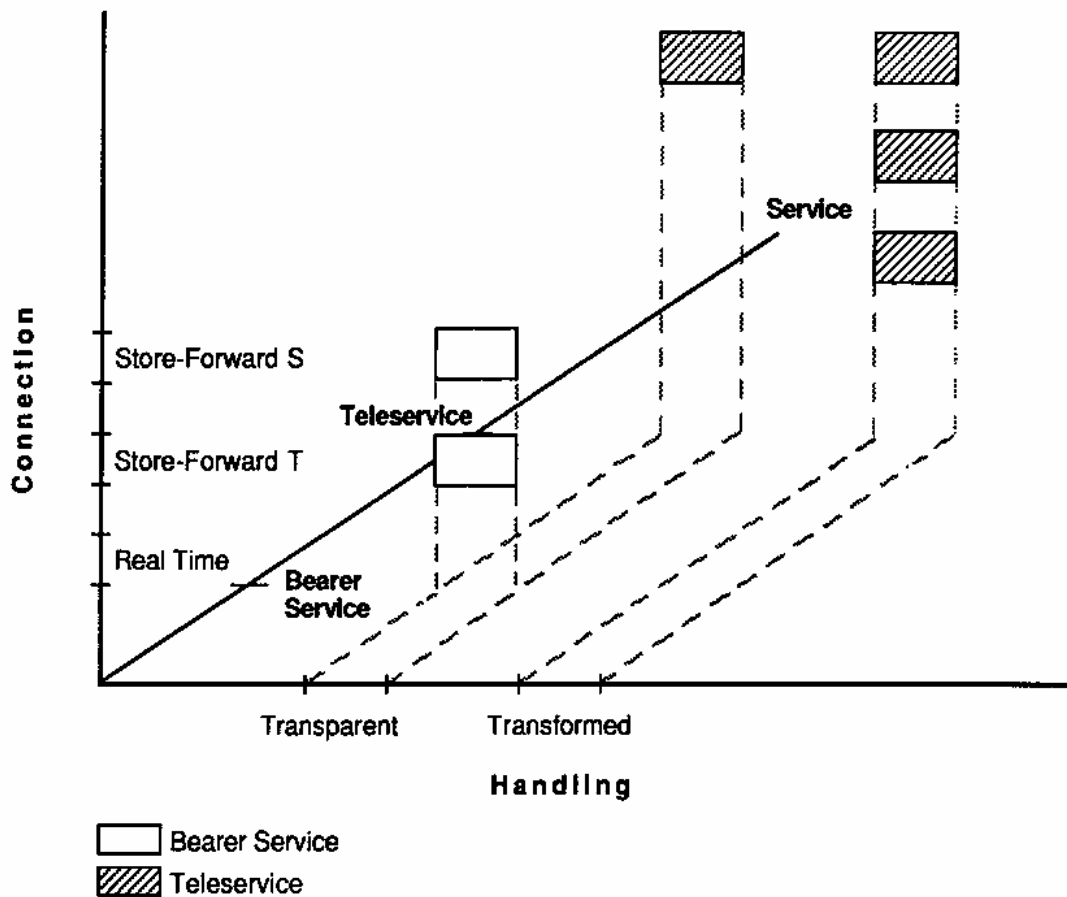 Service
Connection
Store-Forward S
Teleservice
Store-Forward T
Real Time
Bearer
Service
Transparent
Transformed
Handling
Bearer Service
Teleservice